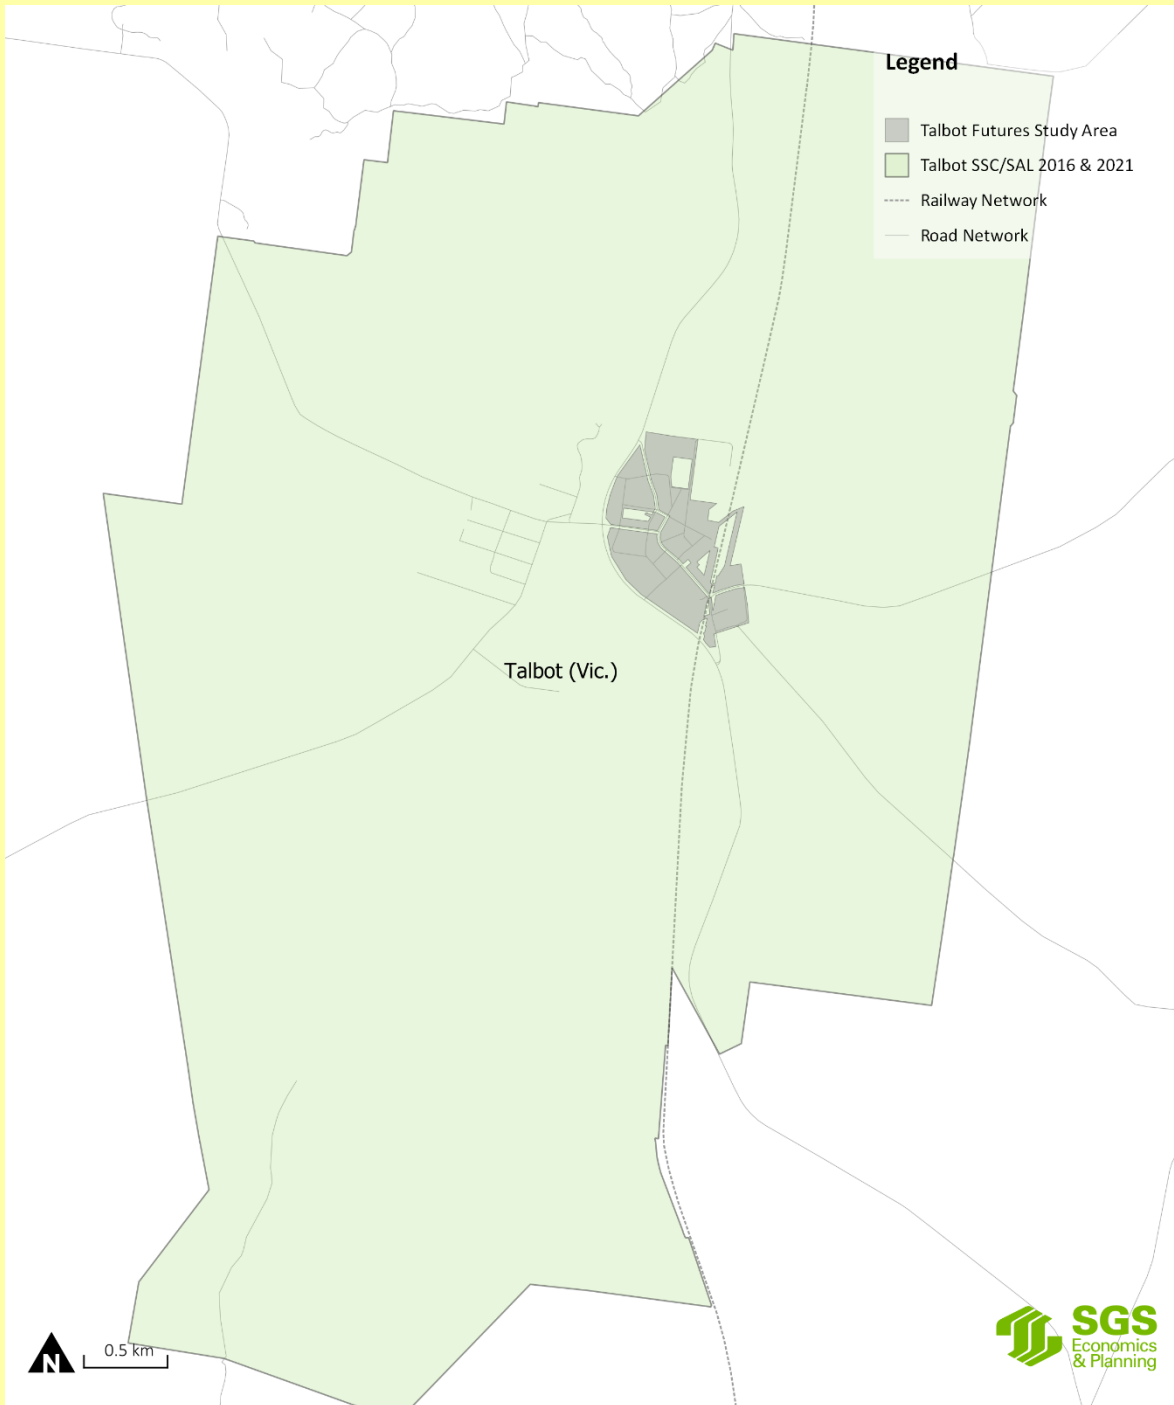 Legend
Talbot Futures Study Area
Talbot SSC/SAL 2016 & 2021
Railway Network
Road Network
Talbot (Vic.)
N
0.5 km
SGS
Economics
& Planning